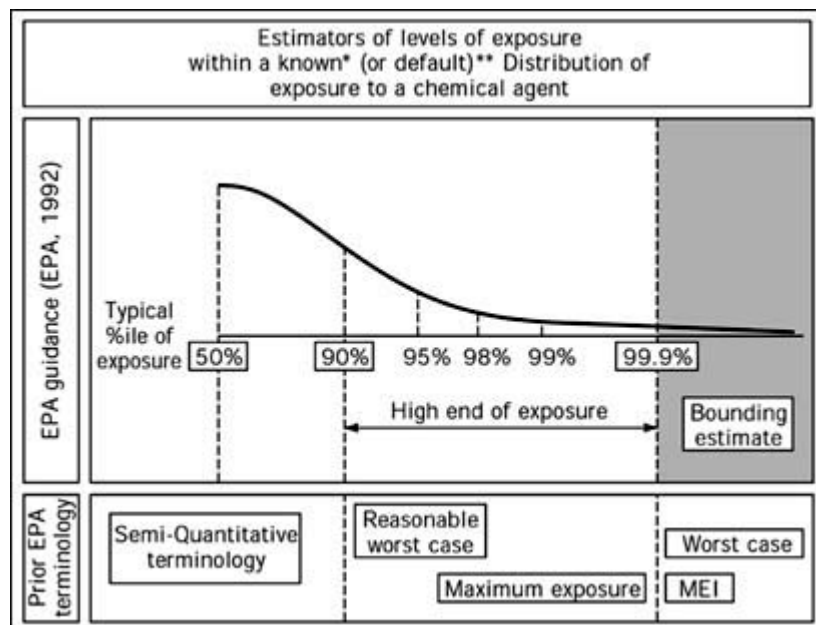 Estimators of levels of exposure
within a known* (or default)** Distribution of
exposure to a chemical agent
EPA guidance (EPA, 1992)
Typical
%ile of
exposure
50%
90%
95%
98%
99%
99.9%
High end of exposure
Bounding
estimate
Prior EPA
terminology
Semi-Quantitative
terminology
Reasonable
worst case
Maximum exposure
Worst case
MEI